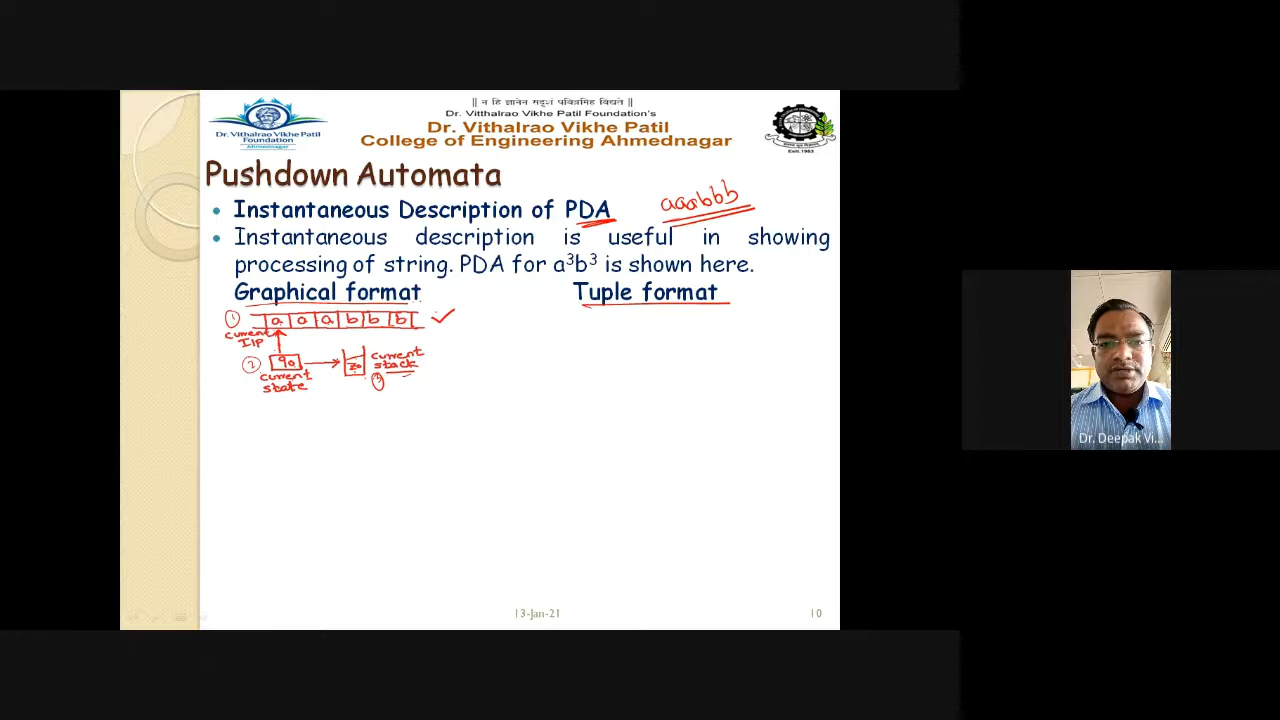 || न हि ज्ञानेन सदृशं पवित्रमिह विद्यते ||
Dr. Vitthalrao Vikhe Patil Foundation's
Dr. Vithalrao Vikhe Patil
College of Engineering Ahmednagar
Dr. Vithalrao Vikhe Patil
Foundation
Ahmednagar
Estt.1983
Pushdown Automata
• Instantaneous Description of PDA
aaabbb
• Instantaneous description is useful in showing
processing of string. PDA for a³b³ is shown here.
Graphical format Tuple format
① a a a b b b ✓
current
I/P
② q0 z0 current
stack
③
current
state
13-Jan-21 10
Dr. Deepak Vi...